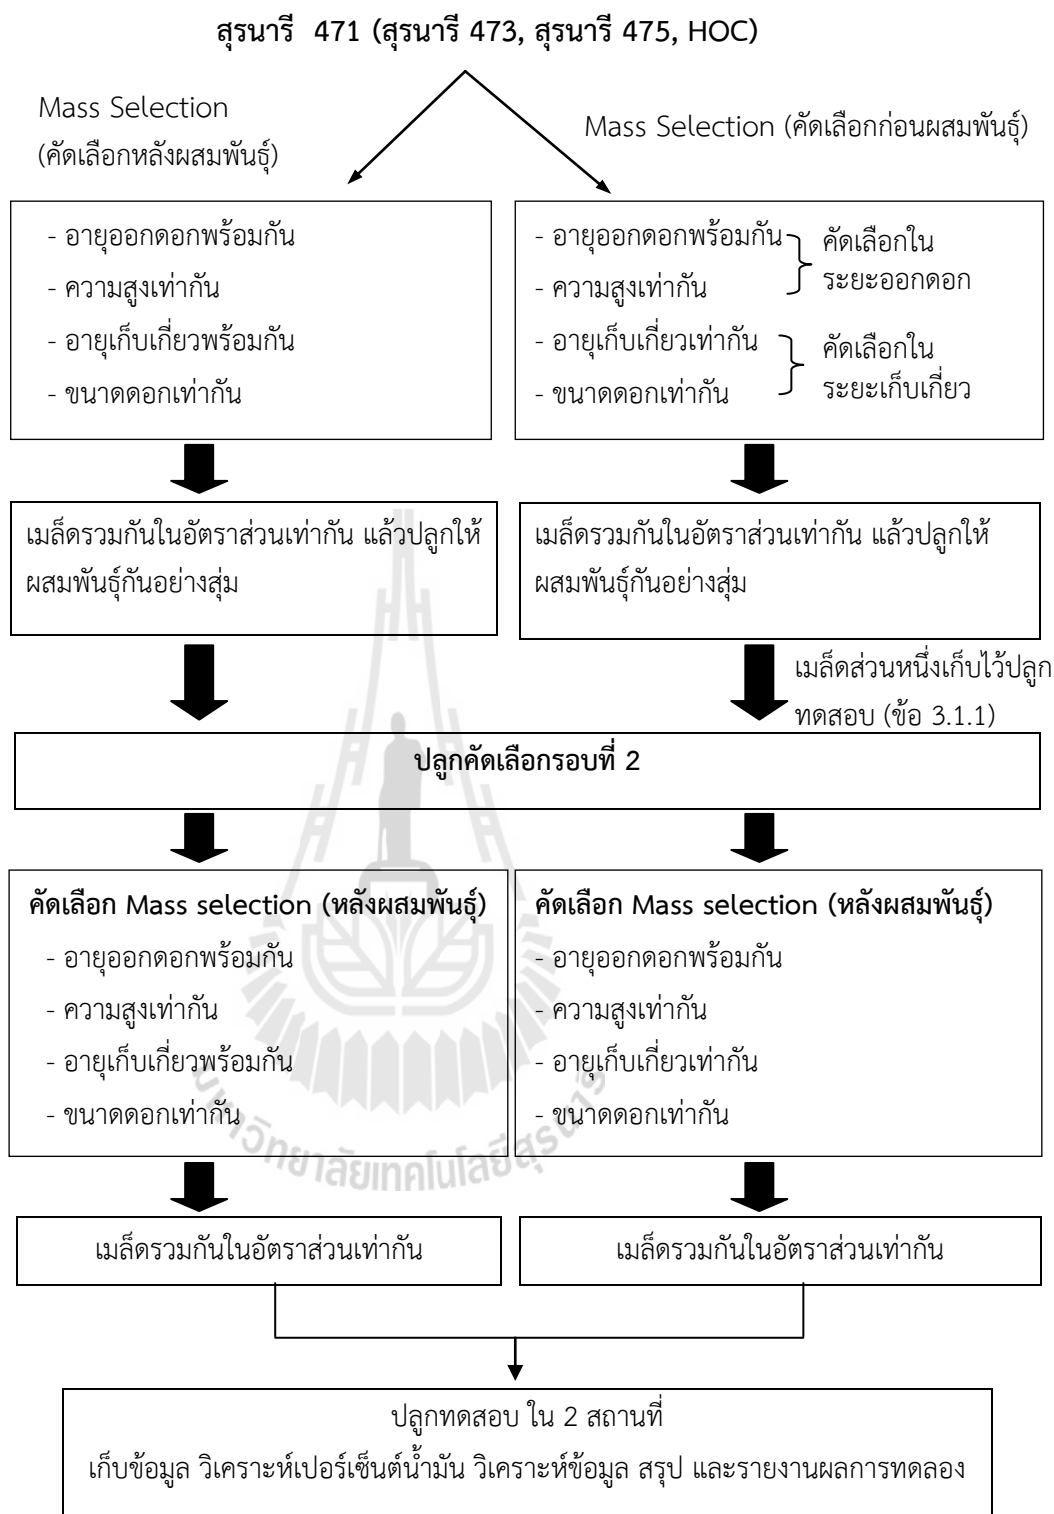 สุรนารี 471 (สุรนารี 473, สุรนารี 475, HOC)
Mass Selection
(คัดเลือกหลังผสมพันธุ์)
Mass Selection (คัดเลือกก่อนผสมพันธุ์)
- อายุออกดอกพร้อมกัน
- ความสูงเท่ากัน
- อายุเก็บเกี่ยวพร้อมกัน
- ขนาดดอกเท่ากัน
- อายุออกดอกพร้อมกัน
- ความสูงเท่ากัน
คัดเลือกใน
ระยะออกดอก
- อายุเก็บเกี่ยวเท่ากัน
- ขนาดดอกเท่ากัน
คัดเลือกใน
ระยะเก็บเกี่ยว
เมล็ดรวมกันในอัตราส่วนเท่ากัน แล้วปลูกให้
ผสมพันธุ์กันอย่างสุ่ม
เมล็ดรวมกันในอัตราส่วนเท่ากัน แล้วปลูกให้
ผสมพันธุ์กันอย่างสุ่ม
เมล็ดส่วนหนึ่งเก็บไว้ปลูก
ทดสอบ (ข้อ 3.1.1)
ปลูกคัดเลือกรอบที่ 2
คัดเลือก Mass selection (หลังผสมพันธุ์)
- อายุออกดอกพร้อมกัน
- ความสูงเท่ากัน
- อายุเก็บเกี่ยวพร้อมกัน
- ขนาดดอกเท่ากัน
คัดเลือก Mass selection (หลังผสมพันธุ์)
- อายุออกดอกพร้อมกัน
- ความสูงเท่ากัน
- อายุเก็บเกี่ยวเท่ากัน
- ขนาดดอกเท่ากัน
มหาวิทยาลัยเทคโนโลยีสุรนารี
เมล็ดรวมกันในอัตราส่วนเท่ากัน
เมล็ดรวมกันในอัตราส่วนเท่ากัน
ปลูกทดสอบ ใน 2 สถานที่
เก็บข้อมูล วิเคราะห์เปอร์เซ็นต์น้ำมัน วิเคราะห์ข้อมูล สรุป และรายงานผลการทดลอง